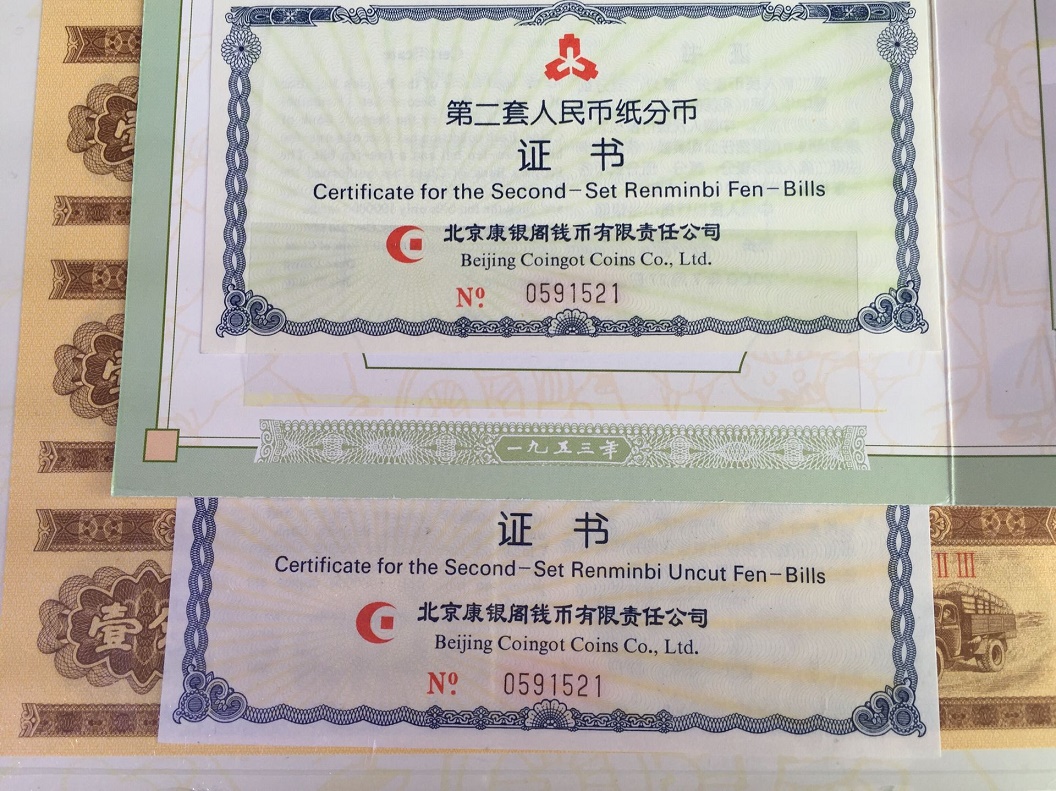 第二套人民币纸分币
证 书
Certificate for the Second-Set Renminbi Fen-Bills
北京康银阁钱币有限责任公司
Beijing Coingot Coins Co., Ltd.
Nº 0591521
一九五三年
证 书
Certificate for the Second-Set Renminbi Uncut Fen-Bills
北京康银阁钱币有限责任公司
Beijing Coingot Coins Co., Ltd.
Nº 0591521
壹
II III